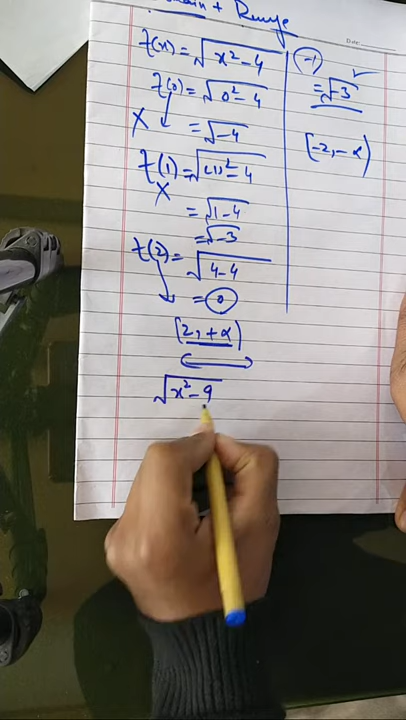 Domain + Range
Date:
f(x) = √x² - 4
f(0) = √0² - 4
X
= √-4
f(1) = √(1)² - 4
X
= √1 - 4
= √-3
f(2) = √4 - 4
= 0
[2, +α)
√x² - 9
-1
= √-3 ✓
[-2, -α)